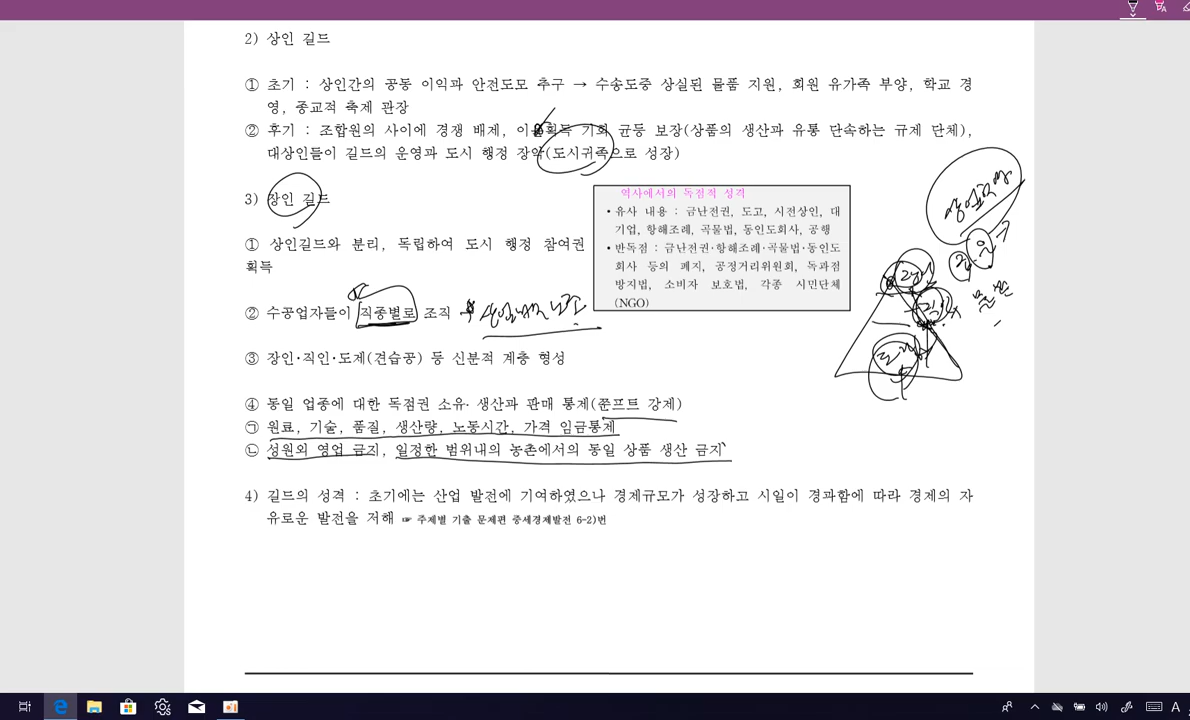 2) 상인 길드
① 초기 : 상인간의 공동 이익과 안전도모 추구 → 수송도중 상실된 물품 지원, 회원 유가족 부양, 학교 경
영, 종교적 축제 관장
② 후기 : 조합원의 사이에 경쟁 배제, 이윤획득 기회 균등 보장(상품의 생산과 유통 단속하는 규제 단체),
대상인들이 길드의 운영과 도시 행정 장악(도시귀족으로 성장)
3) 장인 길드
① 상인길드와 분리, 독립하여 도시 행정 참여권
획득
② 수공업자들이 직종별로 조직
③ 장인·직인·도제(견습공) 등 신분적 계층 형성
④ 동일 업종에 대한 독점권 소유· 생산과 판매 통제(쭌프트 강제)
㉠ 원료, 기술, 품질, 생산량, 노동시간, 가격 임금통제
㉡ 성원외 영업 금지, 일정한 범위내의 농촌에서의 동일 상품 생산 금지
4) 길드의 성격 : 초기에는 산업 발전에 기여하였으나 경제규모가 성장하고 시일이 경과함에 따라 경제의 자
유로운 발전을 저해 ☞ 주제별 기출 문제편 중세경제발전 6-2)번
역사에서의 독점적 성격
• 유사 내용 : 금난전권, 도고, 시전상인, 대
기업, 항해조례, 곡물법, 동인도회사, 공행
• 반독점 : 금난전권·항해조례·곡물법·동인도
회사 등의 폐지, 공정거리위원회, 독과점
방지법, 소비자 보호법, 각종 시민단체
(NGO)
A